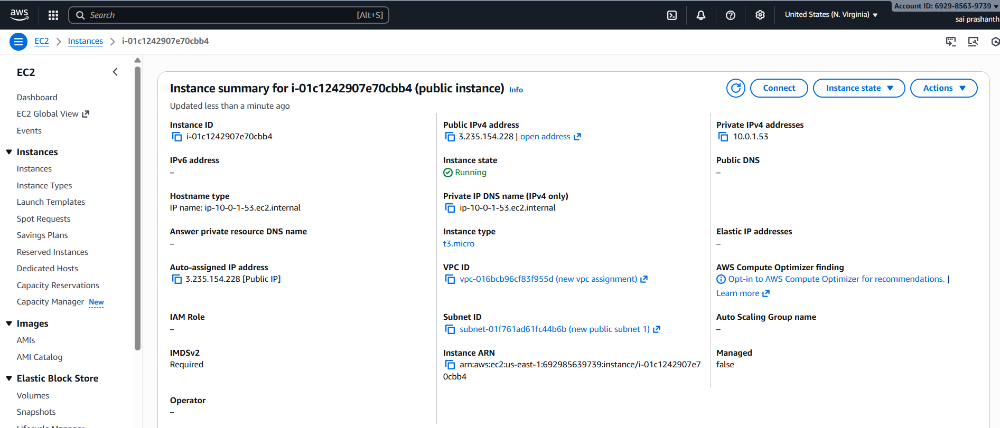 aws
Search [Alt+S]
United States (N. Virginia)
Account ID: 6929-8563-9739
sai prashanth
EC2 Instances i-01c1242907e70cbb4
EC2
Dashboard
EC2 Global View
Events
Instances
Instances
Instance Types
Launch Templates
Spot Requests
Savings Plans
Reserved Instances
Dedicated Hosts
Capacity Reservations
Capacity Manager New
Images
AMIs
AMI Catalog
Elastic Block Store
Volumes
Snapshots
Lifecycle Manager
Instance summary for i-01c1242907e70cbb4 (public instance) Info
Updated less than a minute ago
Connect
Instance state
Actions
Instance ID
i-01c1242907e70cbb4
Public IPv4 address
3.235.154.228 | open address
Private IPv4 addresses
10.0.1.53
IPv6 address
–
Instance state
Running
Public DNS
–
Hostname type
IP name: ip-10-0-1-53.ec2.internal
Private IP DNS name (IPv4 only)
ip-10-0-1-53.ec2.internal
Answer private resource DNS name
–
Instance type
t3.micro
Elastic IP addresses
–
Auto-assigned IP address
3.235.154.228 [Public IP]
VPC ID
vpc-016bcb96cf83f955d (new vpc assignment)
AWS Compute Optimizer finding
Opt-in to AWS Compute Optimizer for recommendations. |
Learn more
IAM Role
–
Subnet ID
subnet-01f761ad61fc44b6b (new public subnet 1)
Auto Scaling Group name
–
IMDSv2
Required
Instance ARN
arn:aws:ec2:us-east-1:692985639739:instance/i-01c1242907e7
0cbb4
Managed
false
Operator
–